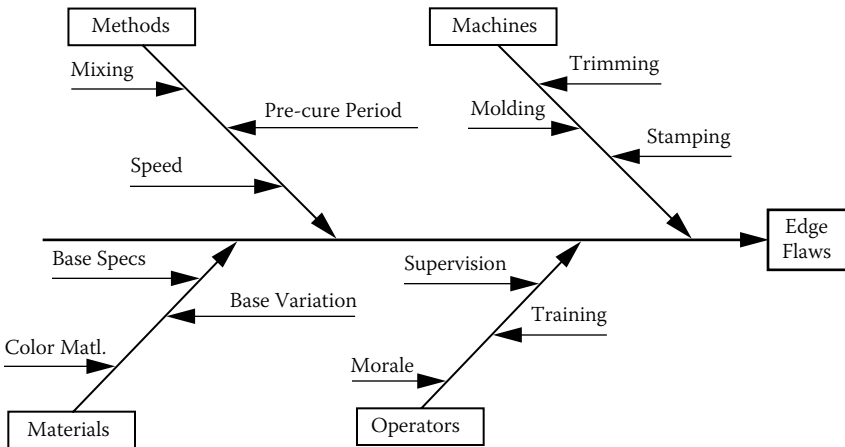 Methods
Machines
Mixing
Trimming
Pre-cure Period
Molding
Speed
Stamping
Edge
Flaws
Base Specs
Supervision
Base Variation
Training
Color Matl.
Morale
Materials
Operators